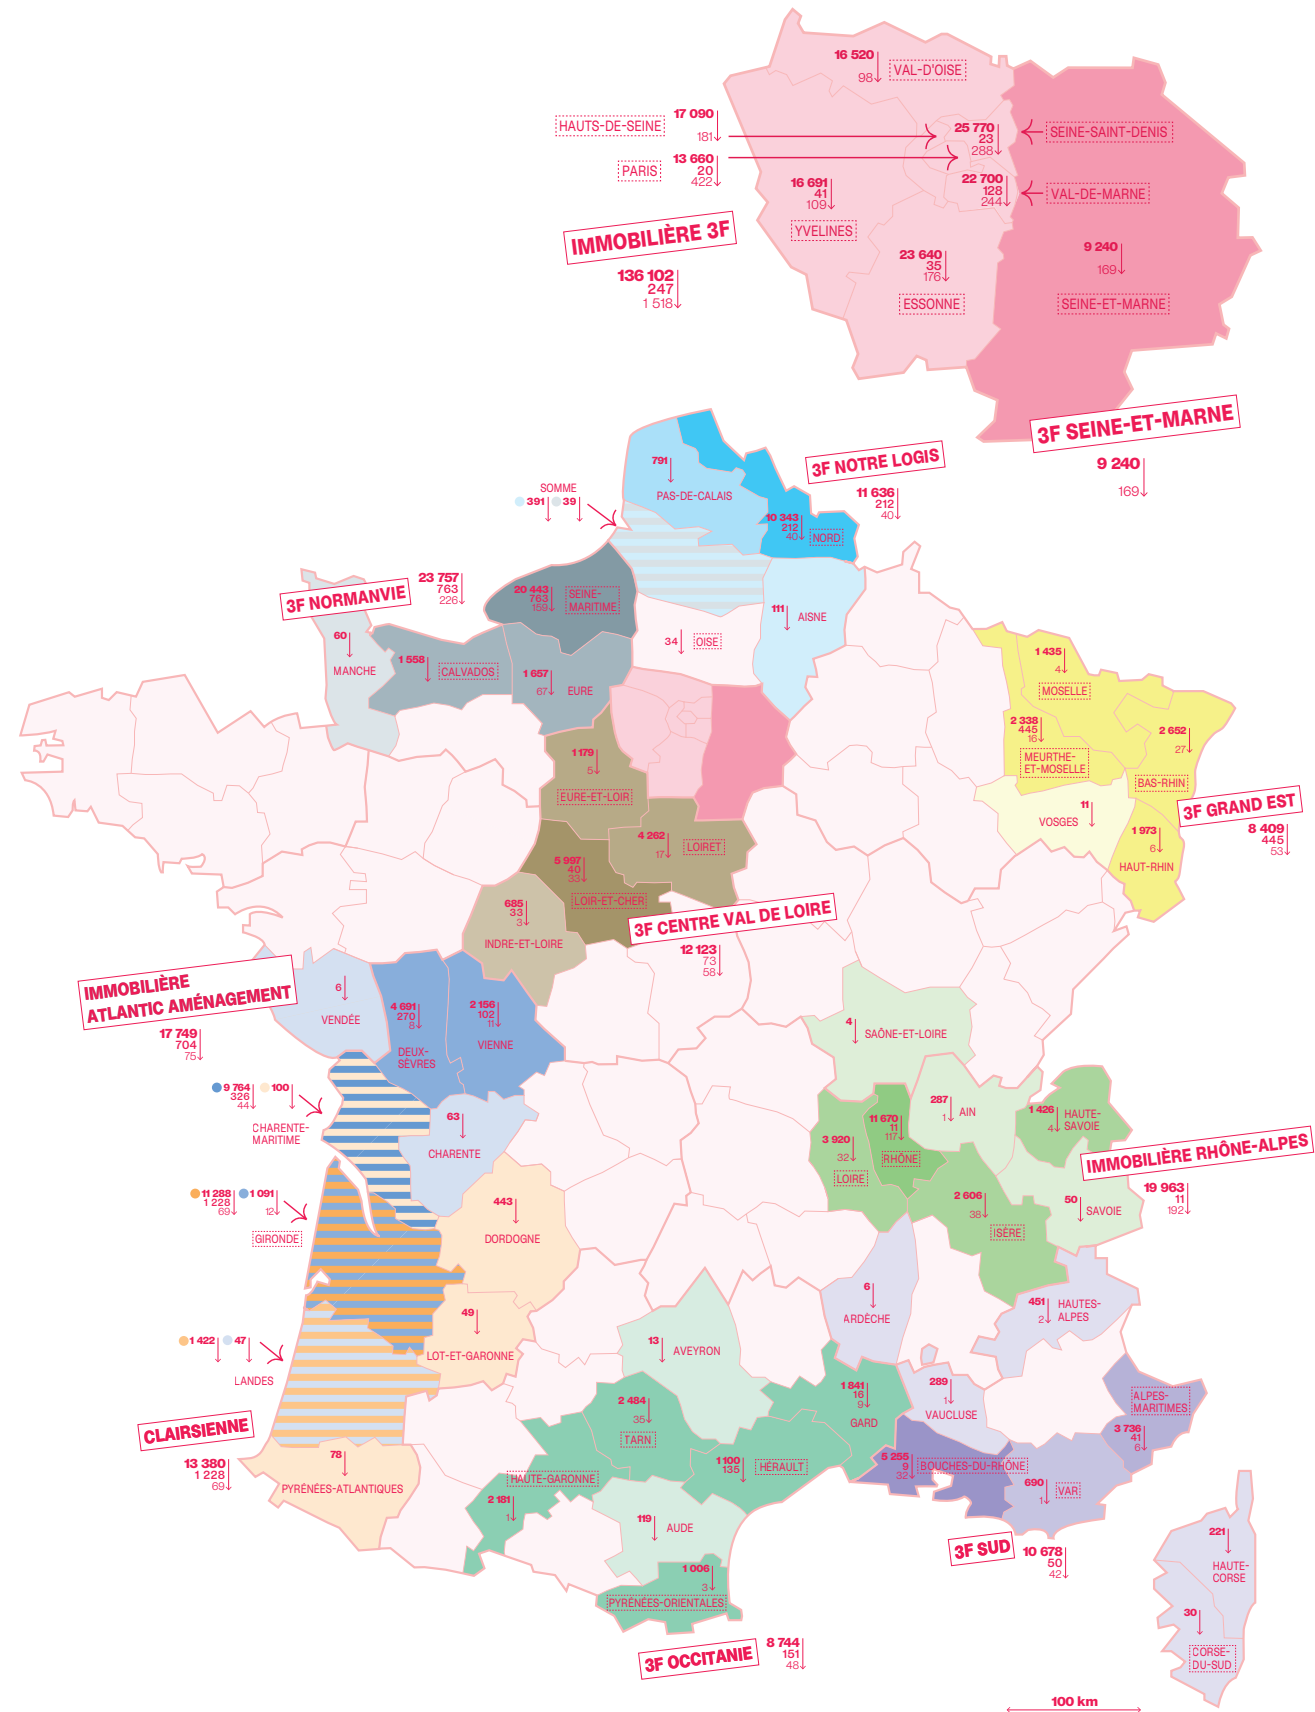 16 520
98
VAL-D'OISE
HAUTS-DE-SEINE
17 090
181
25 770
23
288
SEINE-SAINT-DENIS
PARIS
13 660
20
422
16 691
41
109
YVELINES
22 700
128
244
VAL-DE-MARNE
IMMOBILIÈRE 3F
136 102
247
1 518
23 640
35
176
ESSONNE
9 240
169
SEINE-ET-MARNE
3F SEINE-ET-MARNE
9 240
169
3F NOTRE LOGIS
11 636
212
40
791
PAS-DE-CALAIS
SOMME
391
39
10 343
212
40
NORD
3F NORMANVIE
23 757
763
226
20 443
763
159
SEINE-
MARITIME
111
AISNE
60
MANCHE
1 558
CALVADOS
1 657
67
EURE
34
OISE
1 435
4
MOSELLE
2 338
445
16
MEURTHE-
ET-MOSELLE
2 652
27
BAS-RHIN
1 179
5
EURE-ET-LOIR
11
VOSGES
3F GRAND EST
8 409
445
53
1 973
6
HAUT-RHIN
4 262
17
LOIRET
5 997
40
33
LOIR-ET-CHER
685
33
3
INDRE-ET-LOIRE
3F CENTRE VAL DE LOIRE
12 123
73
58
IMMOBILIÈRE
ATLANTIC AMÉNAGEMENT
17 749
704
75
6
VENDÉE
4 691
270
8
DEUX-
SÈVRES
2 156
102
11
VIENNE
4
SAÔNE-ET-LOIRE
9 764
326
44
100
CHARENTE-
MARITIME
63
CHARENTE
287
1
AIN
1 426
4
HAUTE-
SAVOIE
11 670
11
117
RHÔNE
3 920
32
LOIRE
IMMOBILIÈRE RHÔNE-ALPES
19 963
11
192
11 288
1 228
69
1 091
12
GIRONDE
443
DORDOGNE
2 606
38
ISÈRE
50
SAVOIE
6
ARDÈCHE
451
2
HAUTES-
ALPES
49
LOT-ET-GARONNE
1 422
47
LANDES
13
AVEYRON
1 841
16
9
GARD
289
1
VAUCLUSE
ALPES-
MARITIMES
3 736
41
6
CLAIRSIENNE
13 380
1 228
69
78
PYRÉNÉES-ATLANTIQUES
2 484
35
TARN
1 100
135
HÉRAULT
5 255
9
32
BOUCHES-DU-RHÔNE
690
1
VAR
HAUTE-GARONNE
2 181
1
119
AUDE
1 006
3
PYRÉNÉES-ORIENTALES
3F SUD
10 678
50
42
221
HAUTE-
CORSE
30
CORSE-
DU-SUD
3F OCCITANIE
8 744
151
48
100 km